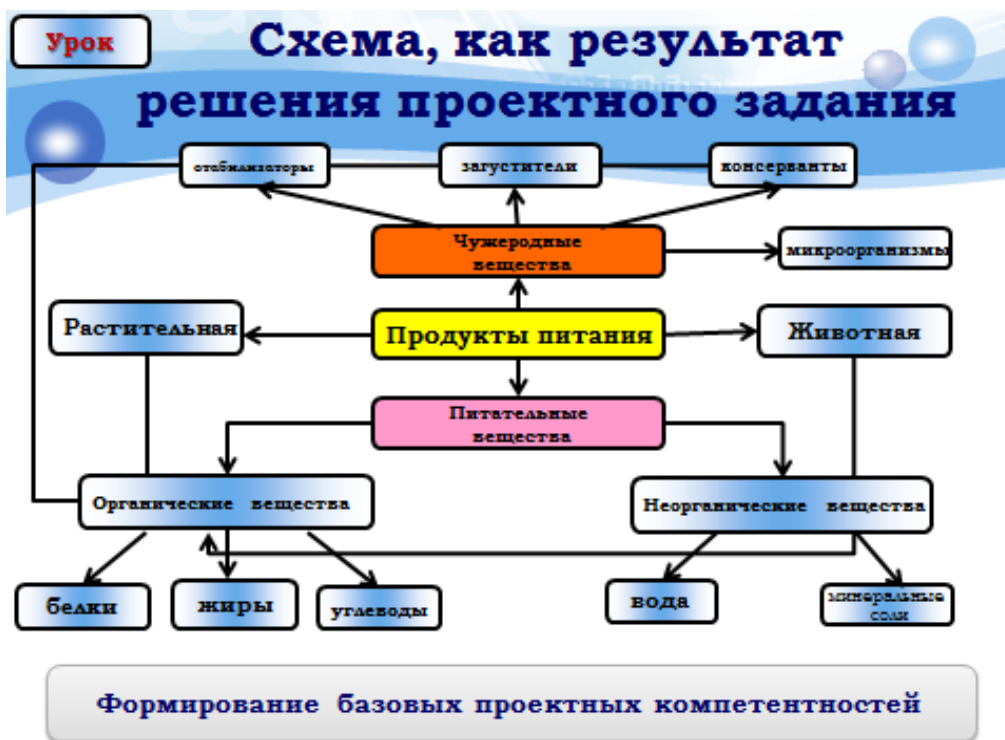 Урок
Схема, как результат
решения проектного задания
стабилизаторы
загустители
консерванты
Чужеродные
вещества
микроорганизмы
Растительная
Продукты питания
Животная
Питательные
вещества
Органические вещества
Неорганические вещества
белки
жиры
углеводы
вода
минеральные
соли
Формирование базовых проектных компетентностей